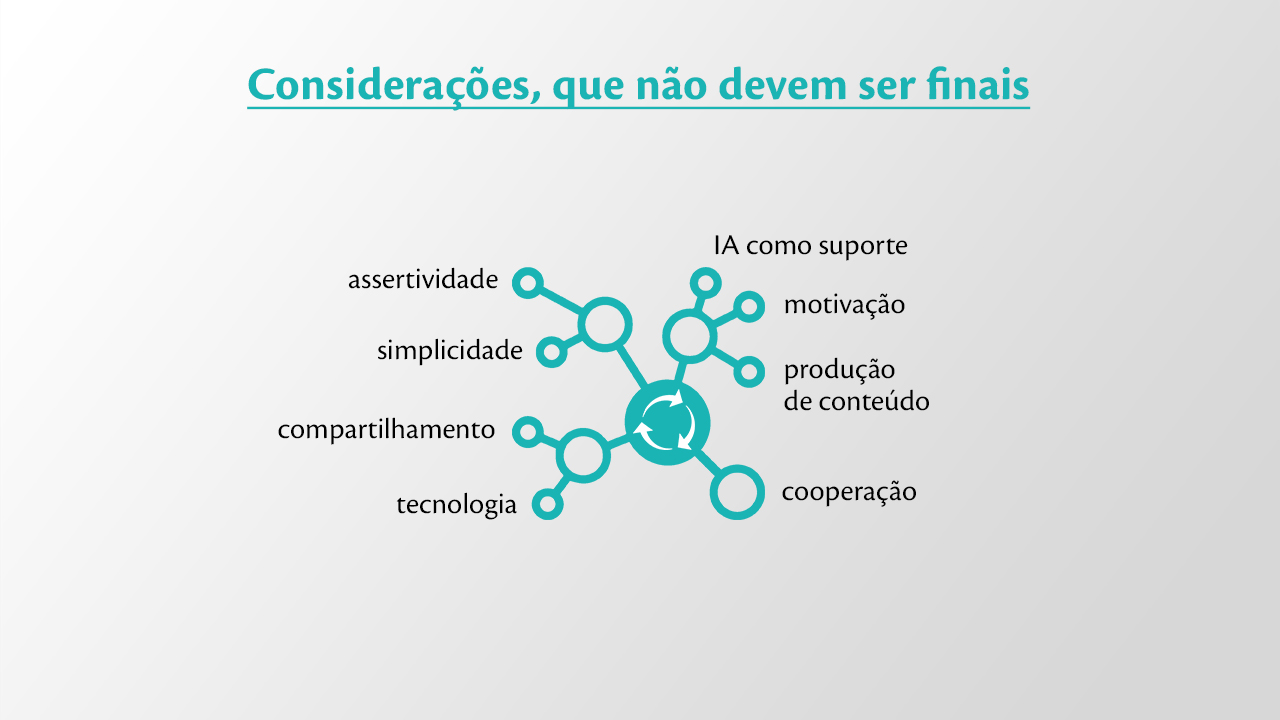 Considerações, que não devem ser finais
IA como suporte
assertividade
motivação
simplicidade
produção
de conteúdo
compartilhamento
cooperação
tecnologia